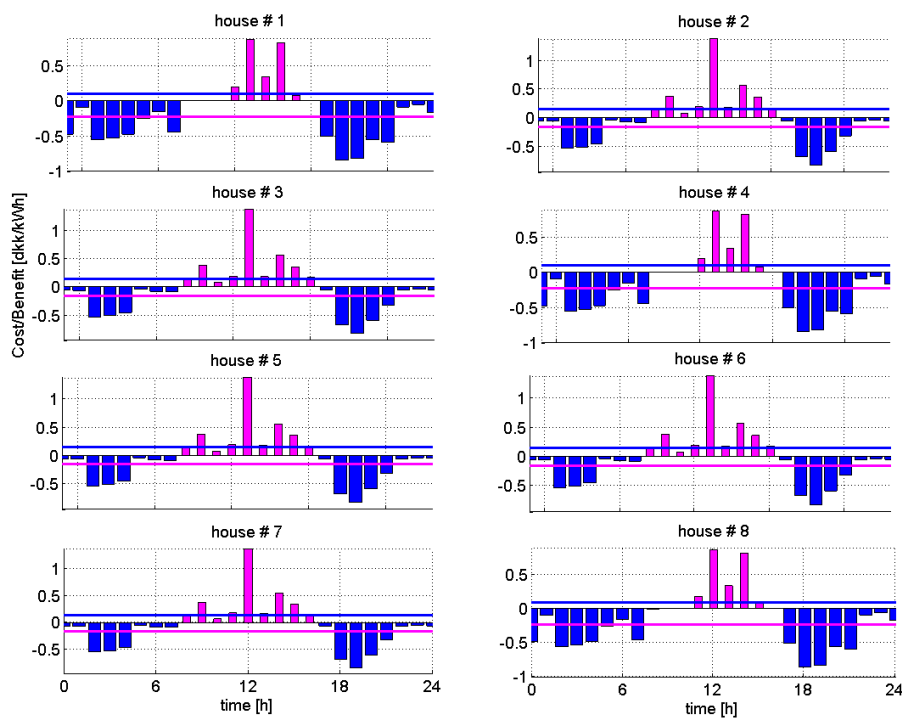 house # 1
0.5
0
-0.5
-1
house # 2
1
0.5
0
-0.5
Cost/Benefit [dkk/kWh]
house # 3
1
0.5
0
-0.5
house # 4
0.5
0
-0.5
-1
house # 5
1
0.5
0
-0.5
house # 6
1
0.5
0
-0.5
house # 7
1
0.5
0
-0.5
0 6 12 18 24
time [h]
house # 8
0.5
0
-0.5
-1
0 6 12 18 24
time [h]